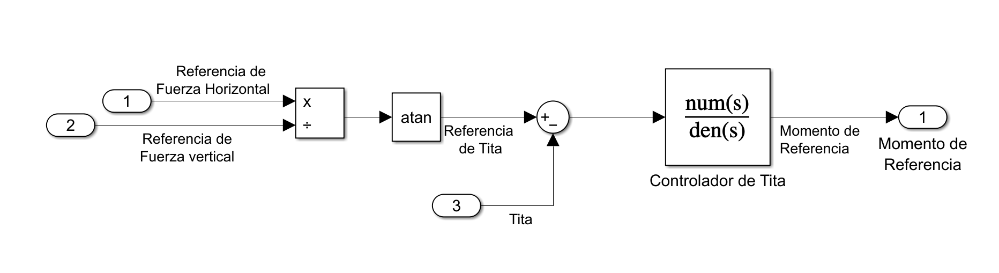 Referencia de
Fuerza Horizontal
1
2
Referencia de
Fuerza vertical
x
÷
atan
Referencia
de Tita
+
−
3
Tita
num(s)
den(s)
Controlador de Tita
Momento de
Referencia
1
Momento de
Referencia